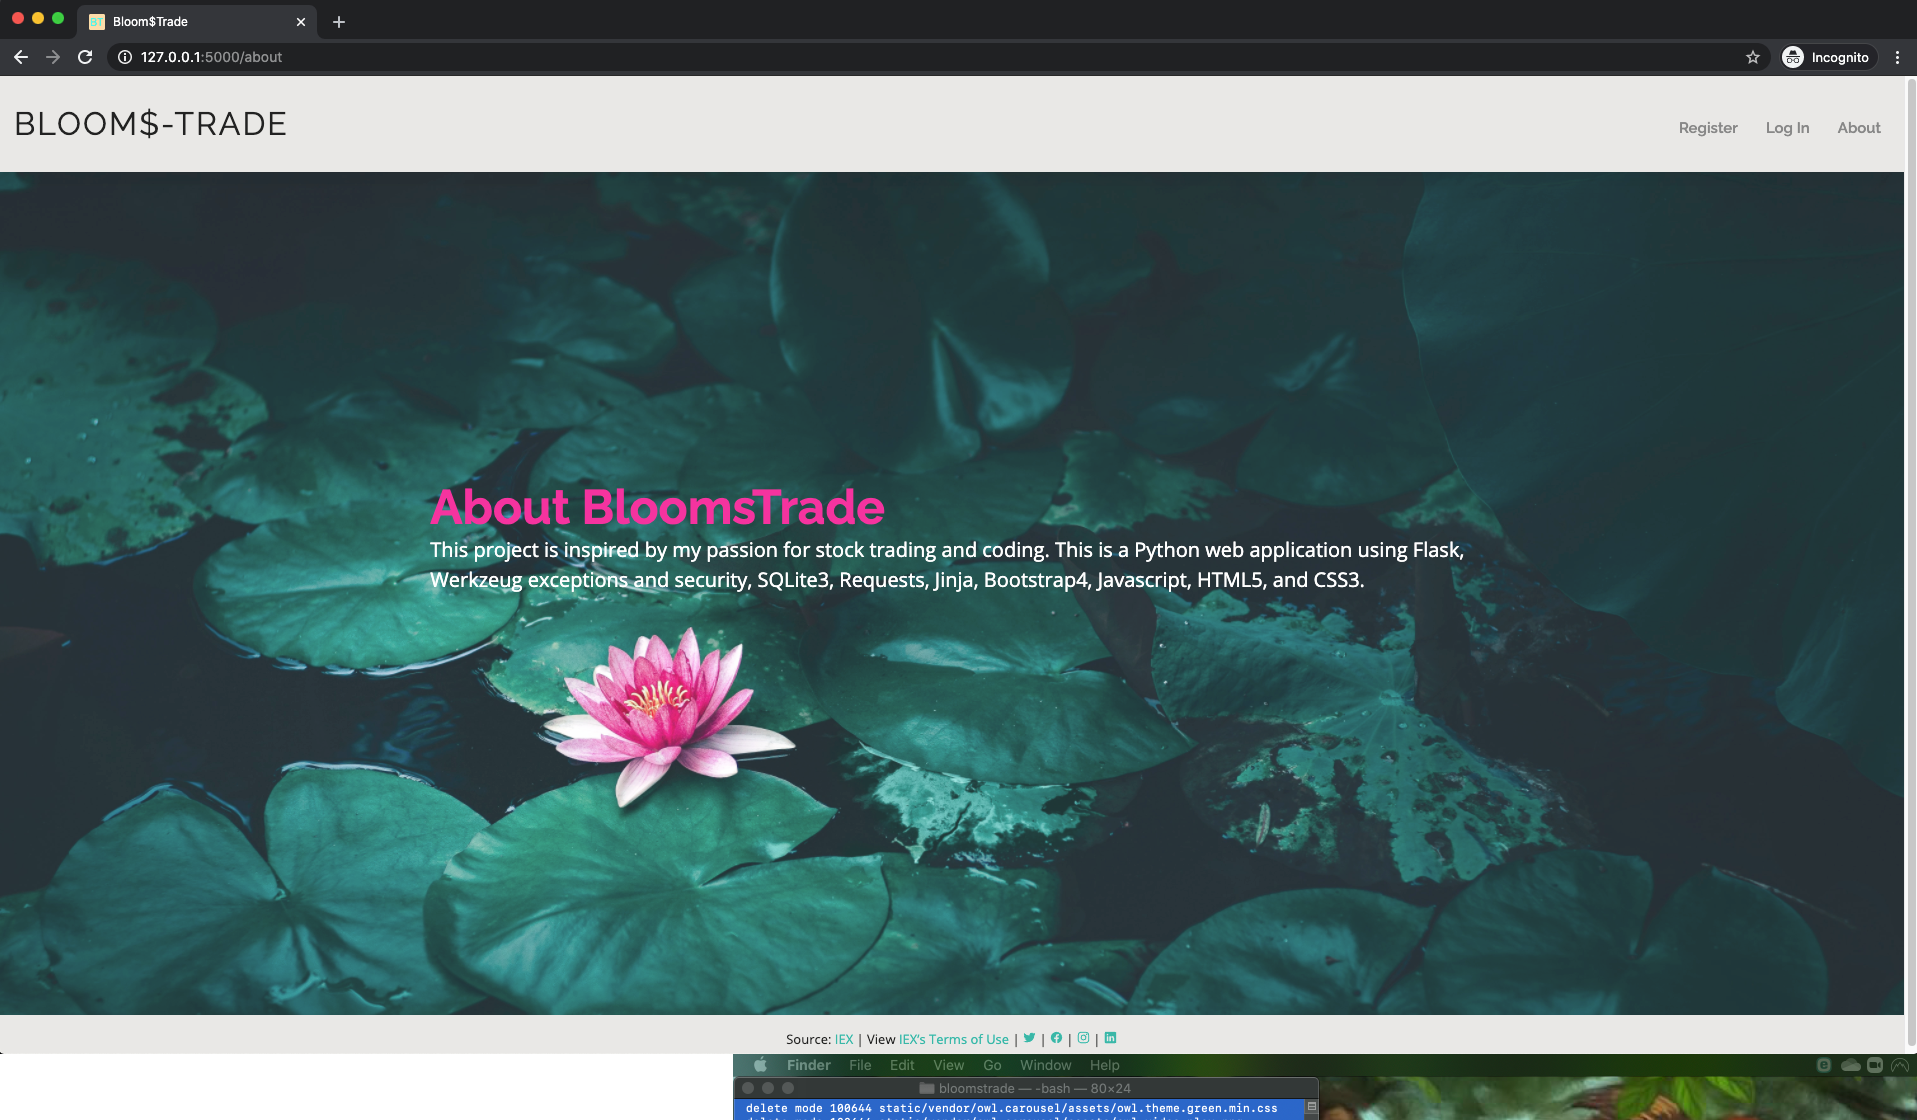 BT Bloom$Trade
127.0.0.1:5000/about
Incognito
BLOOM$-TRADE
Register Log In About
About BloomsTrade
This project is inspired by my passion for stock trading and coding. This is a Python web application using Flask,
Werkzeug exceptions and security, SQLite3, Requests, Jinja, Bootstrap4, Javascript, HTML5, and CSS3.
Source: IEX | View IEX's Terms of Use | | | |
Finder File Edit View Go Window Help
bloomstrade — -bash — 80×24
delete mode 100644 static/vendor/owl.carousel/assets/owl.theme.green.min.css